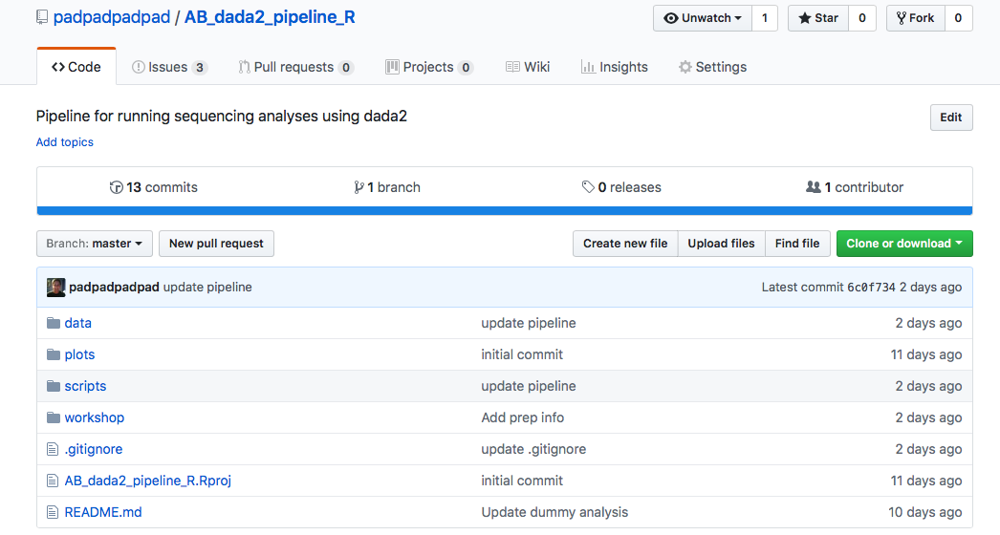 padpadpadpad / AB_dada2_pipeline_R Unwatch 1 Star 0 Fork 0
Code Issues 3 Pull requests 0 Projects 0 Wiki Insights Settings
Pipeline for running sequencing analyses using dada2 Edit
Add topics
13 commits 1 branch 0 releases 1 contributor
Branch: master New pull request Create new file Upload files Find file Clone or download
padpadpadpad update pipeline Latest commit 6c0f734 2 days ago
data update pipeline 2 days ago
plots initial commit 11 days ago
scripts update pipeline 2 days ago
workshop Add prep info 2 days ago
.gitignore update .gitignore 2 days ago
AB_dada2_pipeline_R.Rproj initial commit 11 days ago
README.md Update dummy analysis 10 days ago